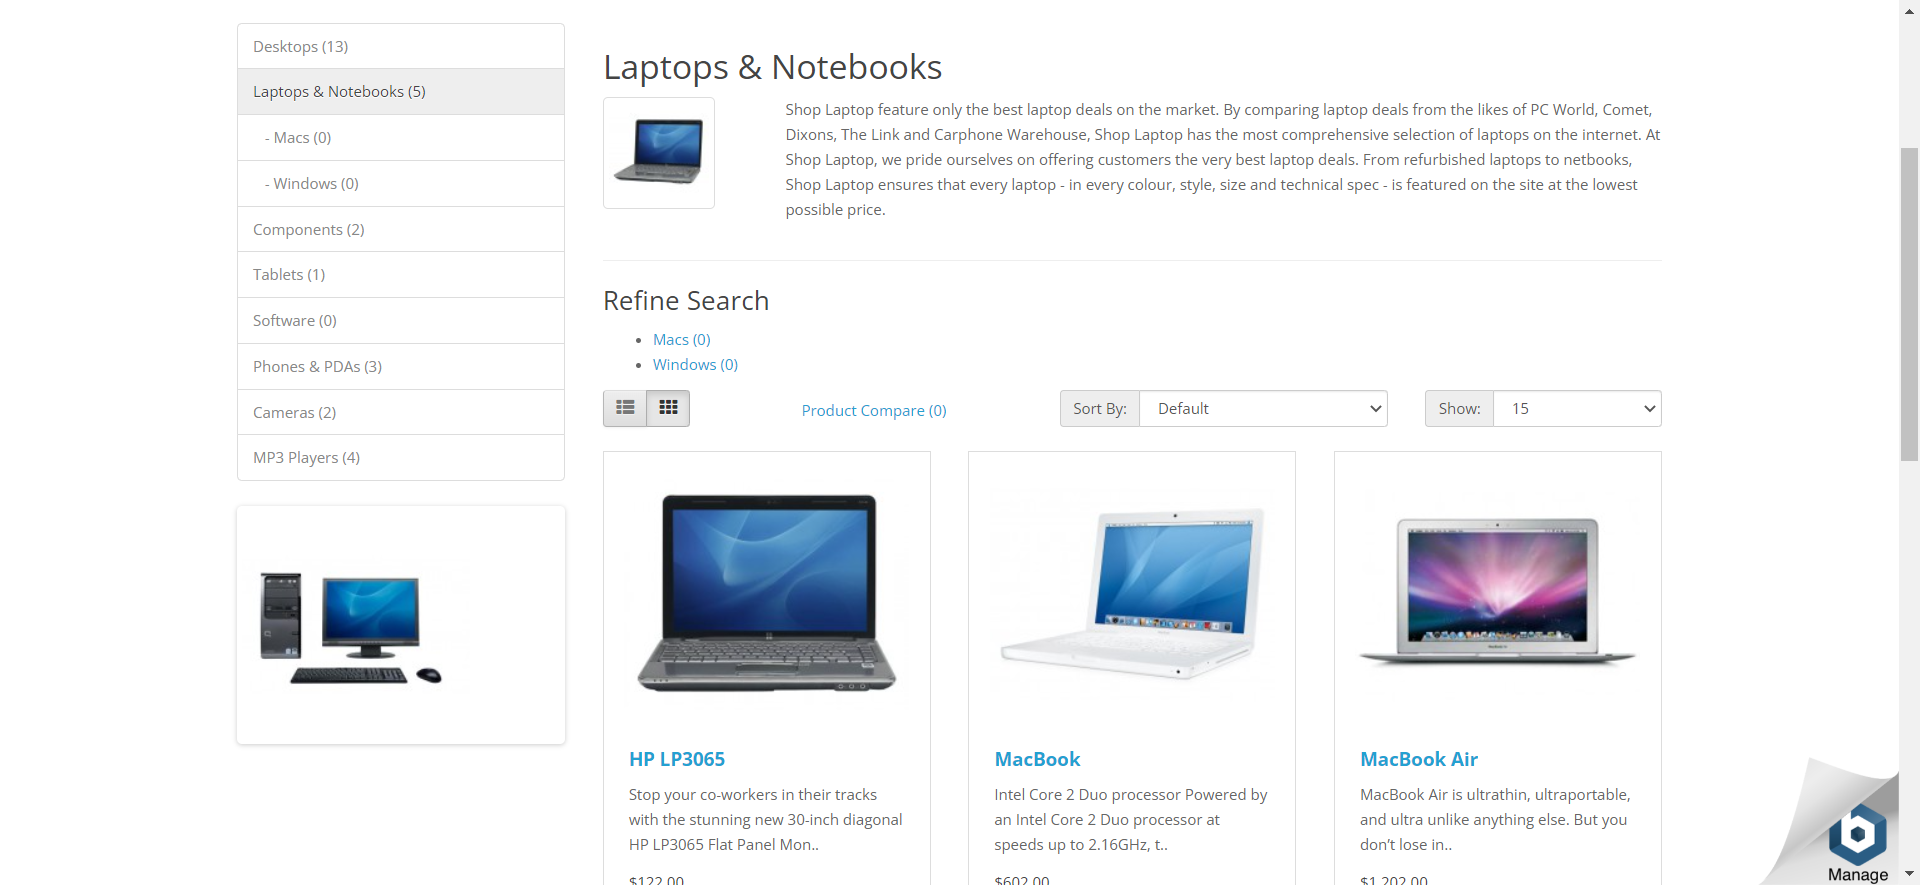 Desktops (13)
Laptops & Notebooks (5)
- Macs (0)
- Windows (0)
Components (2)
Tablets (1)
Software (0)
Phones & PDAs (3)
Cameras (2)
MP3 Players (4)
Laptops & Notebooks
Shop Laptop feature only the best laptop deals on the market. By comparing laptop deals from the likes of PC World, Comet,
Dixons, The Link and Carphone Warehouse, Shop Laptop has the most comprehensive selection of laptops on the internet. At
Shop Laptop, we pride ourselves on offering customers the very best laptop deals. From refurbished laptops to netbooks,
Shop Laptop ensures that every laptop - in every colour, style, size and technical spec - is featured on the site at the lowest
possible price.
Refine Search
Macs (0)
Windows (0)
Product Compare (0)
Sort By: Default
Show: 15
HP LP3065
Stop your co-workers in their tracks
with the stunning new 30-inch diagonal
HP LP3065 Flat Panel Mon..
$122.00
MacBook
Intel Core 2 Duo processor Powered by
an Intel Core 2 Duo processor at
speeds up to 2.16GHz, t..
$602.00
MacBook Air
MacBook Air is ultrathin, ultraportable,
and ultra unlike anything else. But you
don't lose in..
$1,202.00
Manage